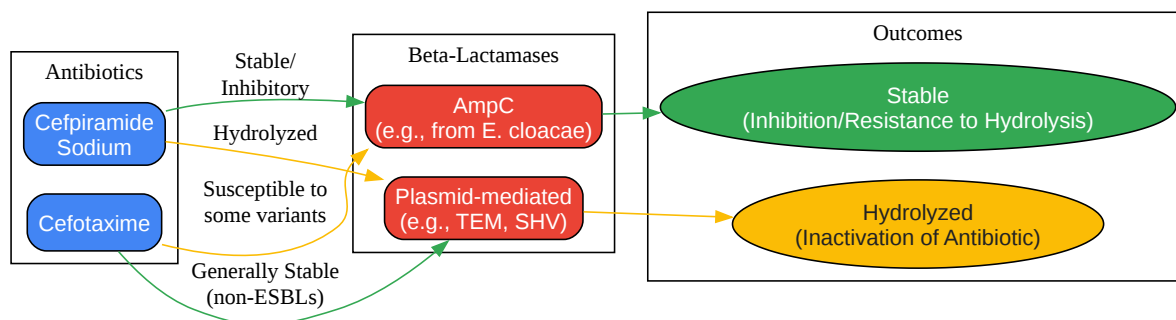 Antibiotics
Cefpiramide
Sodium
Cefotaxime
Stable/
Inhibitory
Hydrolyzed
Susceptible to
some variants
Generally Stable
(non-ESBLs)
Beta-Lactamases
AmpC
(e.g., from E. cloacae)
Plasmid-mediated
(e.g., TEM, SHV)
Outcomes
Stable
(Inhibition/Resistance to Hydrolysis)
Hydrolyzed
(Inactivation of Antibiotic)